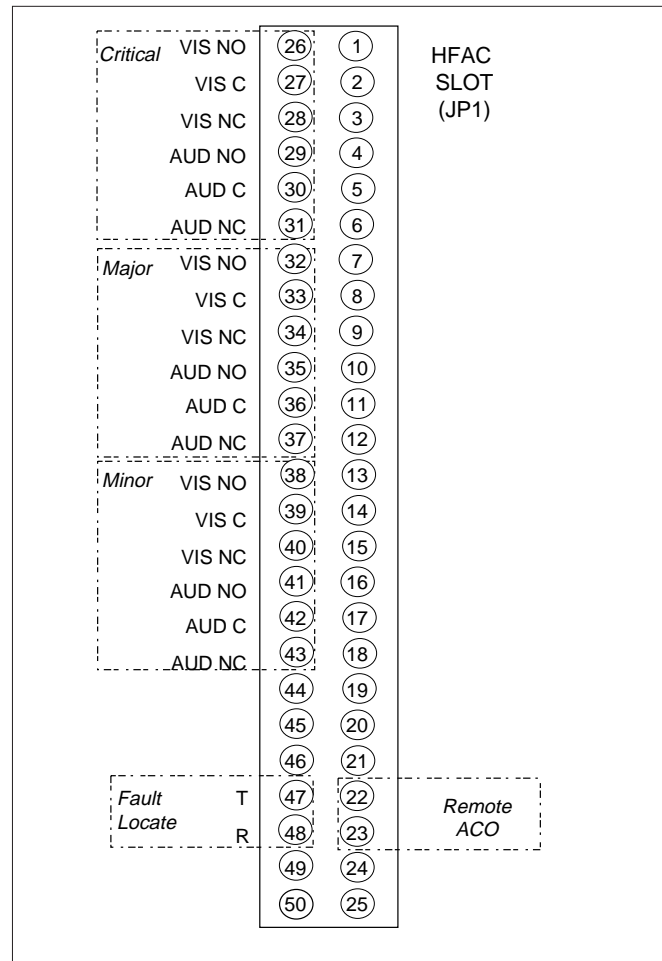 HFAC
SLOT
(JP1)
Critical VIS NO 26 1
VIS C 27 2
VIS NC 28 3
AUD NO 29 4
AUD C 30 5
AUD NC 31 6
Major VIS NO 32 7
VIS C 33 8
VIS NC 34 9
AUD NO 35 10
AUD C 36 11
AUD NC 37 12
Minor VIS NO 38 13
VIS C 39 14
VIS NC 40 15
AUD NO 41 16
AUD C 42 17
AUD NC 43 18
44 19
45 20
46 21
Fault
Locate
T 47 22
R 48 23
Remote
ACO
49 24
50 25